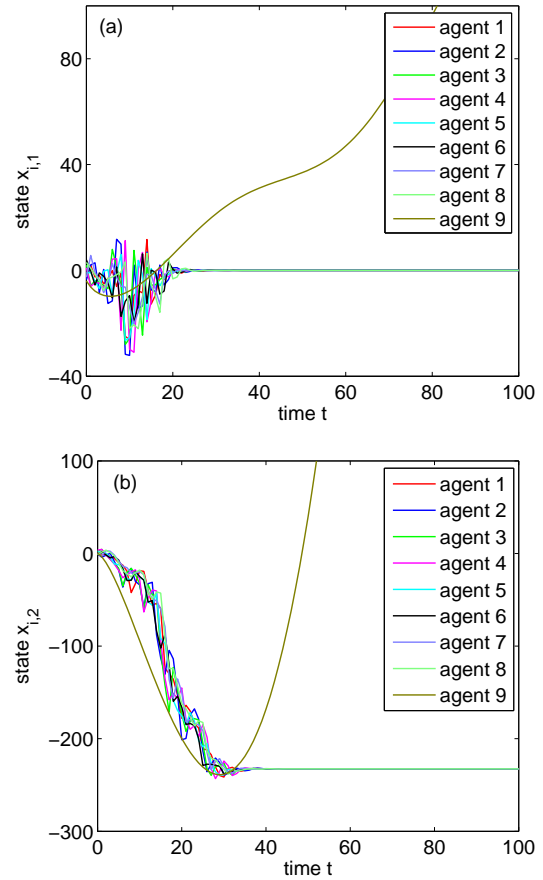 (a)
state x_{i,1}
100
80
40
0
−40
0
20
40
60
80
100
time t
agent 1
agent 2
agent 3
agent 4
agent 5
agent 6
agent 7
agent 8
agent 9
(b)
state x_{i,2}
100
0
−100
−200
−300
0
20
40
60
80
100
time t
agent 1
agent 2
agent 3
agent 4
agent 5
agent 6
agent 7
agent 8
agent 9